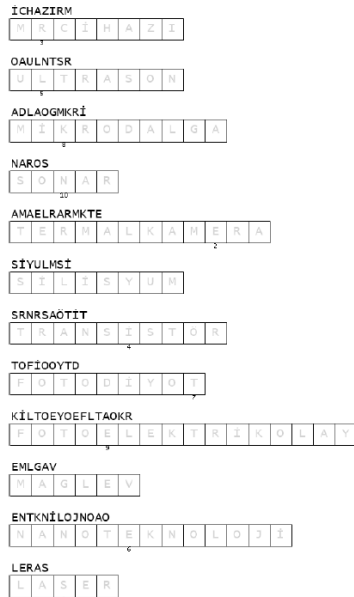 İCHAZIRM
M R C İ H A Z I
3
OAULNTSR
U L T R A S O N
5
ADLAOGMKRİ
M İ K R O D A L G A
8
NAROS
S O N A R
10
AMAELRARMKTE
T E R M A L K A M E R A
2
SİYULMSİ
S İ L İ S Y U M
SRNRSAÖTİT
T R A N S İ S T Ö R
4
TOFİOOYTD
F O T O D İ Y O T
7
KİLTOEYOEFLTAOKR
F O T O E L E K T R İ K O L A Y
9
EMLGAV
M A G L E V
ENTKNİLOJNOAO
N A N O T E K N O L O J İ
6
LERAS
L A S E R